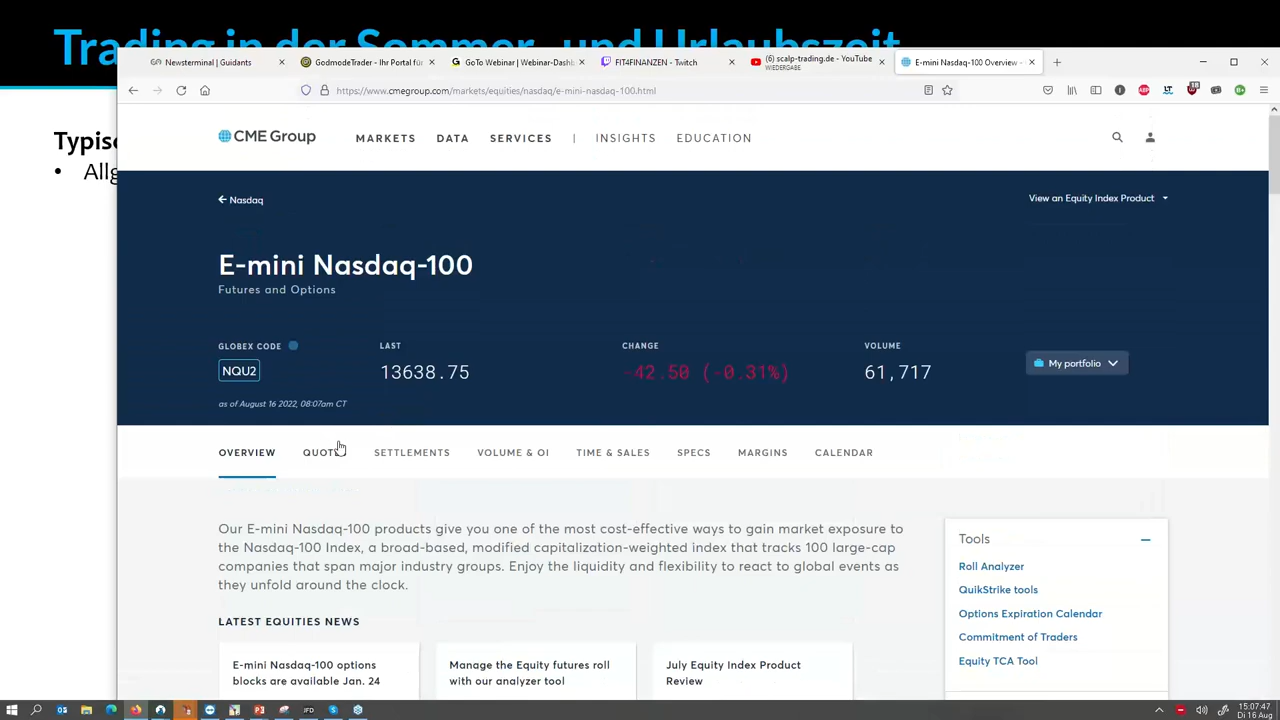 Trading in der Sommer- und Urlaubszeit
Newsterminal | Guidants
GodmodeTrader - Ihr Portal für
GoTo Webinar | Webinar-Dashb
FIT4FINANZEN - Twitch
(6) scalp-trading.de - YouTube
WIEDERGABE
E-mini Nasdaq-100 Overview -
https://www.cmegroup.com/markets/equities/nasdaq/e-mini-nasdaq-100.html
18
CME Group
MARKETS DATA SERVICES | INSIGHTS EDUCATION
Nasdaq
View an Equity Index Product
E-mini Nasdaq-100
Futures and Options
GLOBEX CODE LAST CHANGE VOLUME
NQU2 13638.75 -42.50 (-0.31%) 61,717
My portfolio
as of August 16 2022, 08:07am CT
OVERVIEW SETTLEMENTS VOLUME & OI TIME & SALES SPECS MARGINS CALENDAR
Our E-mini Nasdaq-100 products give you one of the most cost-effective ways to gain market exposure to
the Nasdaq-100 Index, a broad-based, modified capitalization-weighted index that tracks 100 large-cap
companies that span major industry groups. Enjoy the liquidity and flexibility to react to global events as
they unfold around the clock.
LATEST EQUITIES NEWS
E-mini Nasdaq-100 options
blocks are available Jan. 24
Manage the Equity futures roll
with our analyzer tool
July Equity Index Product
Review
Tools
Roll Analyzer
QuikStrike tools
Options Expiration Calendar
Commitment of Traders
Equity TCA Tool
JFD
15:07:47
Di 16 Aug